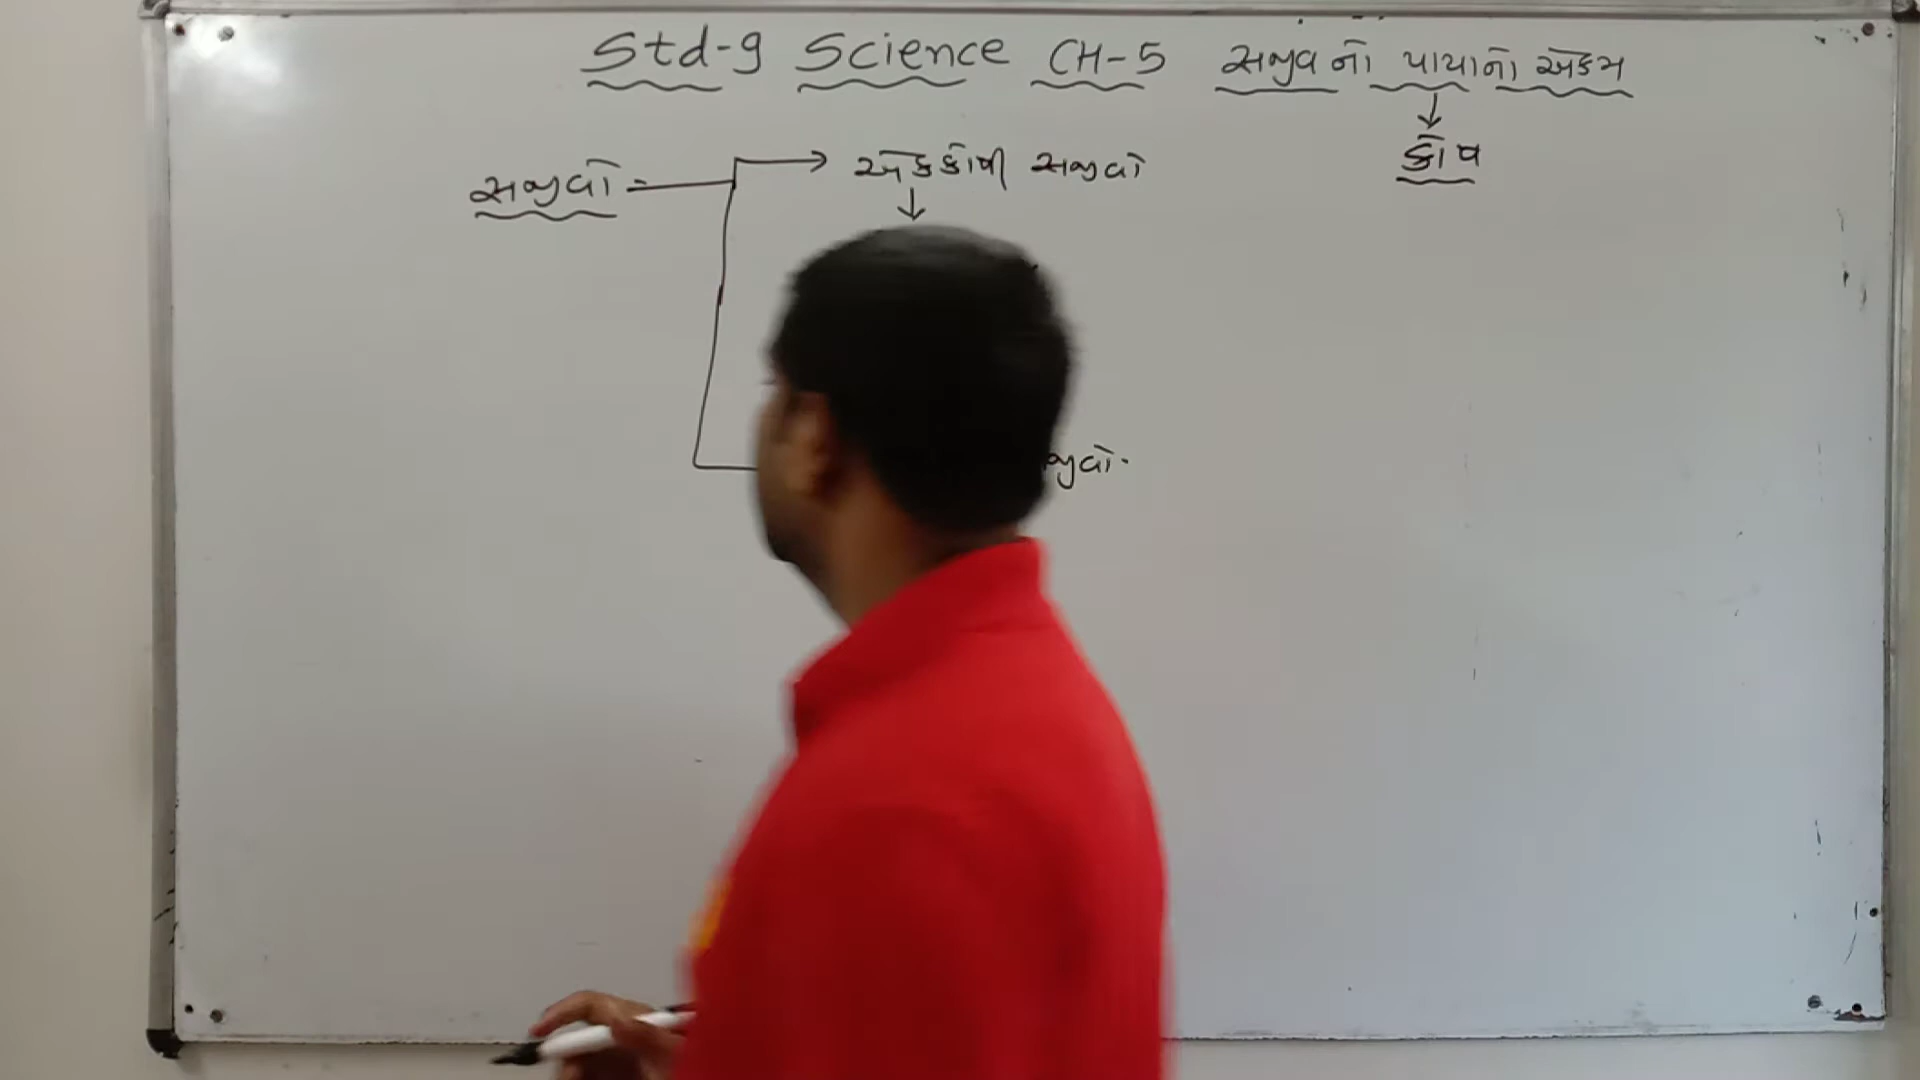 Std-9 Science CH-5 સજીવનો પાયાનો એકમ
કોષ
સજીવો = એકકોષી સજીવો